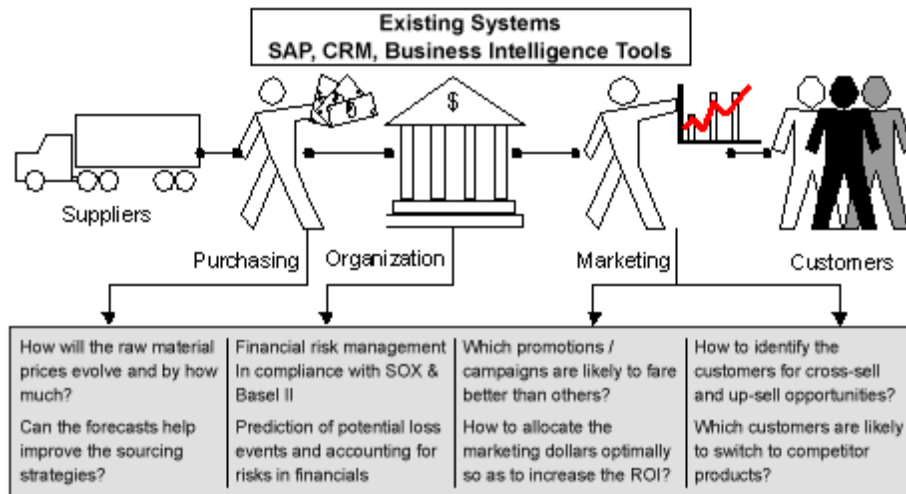 Existing Systems
SAP, CRM, Business Intelligence Tools
$
Suppliers
Purchasing
Organization
Marketing
Customers
How will the raw material
prices evolve and by how
much?
Can the forecasts help
improve the sourcing
strategies?
Financial risk management
In compliance with SOX &
Basel II
Prediction of potential loss
events and accounting for
risks in financials
Which promotions /
campaigns are likely to fare
better than others?
How to allocate the
marketing dollars optimally
so as to increase the ROI?
How to identify the
customers for cross-sell
and up-sell opportunities?
Which customers are likely
to switch to competitor
products?